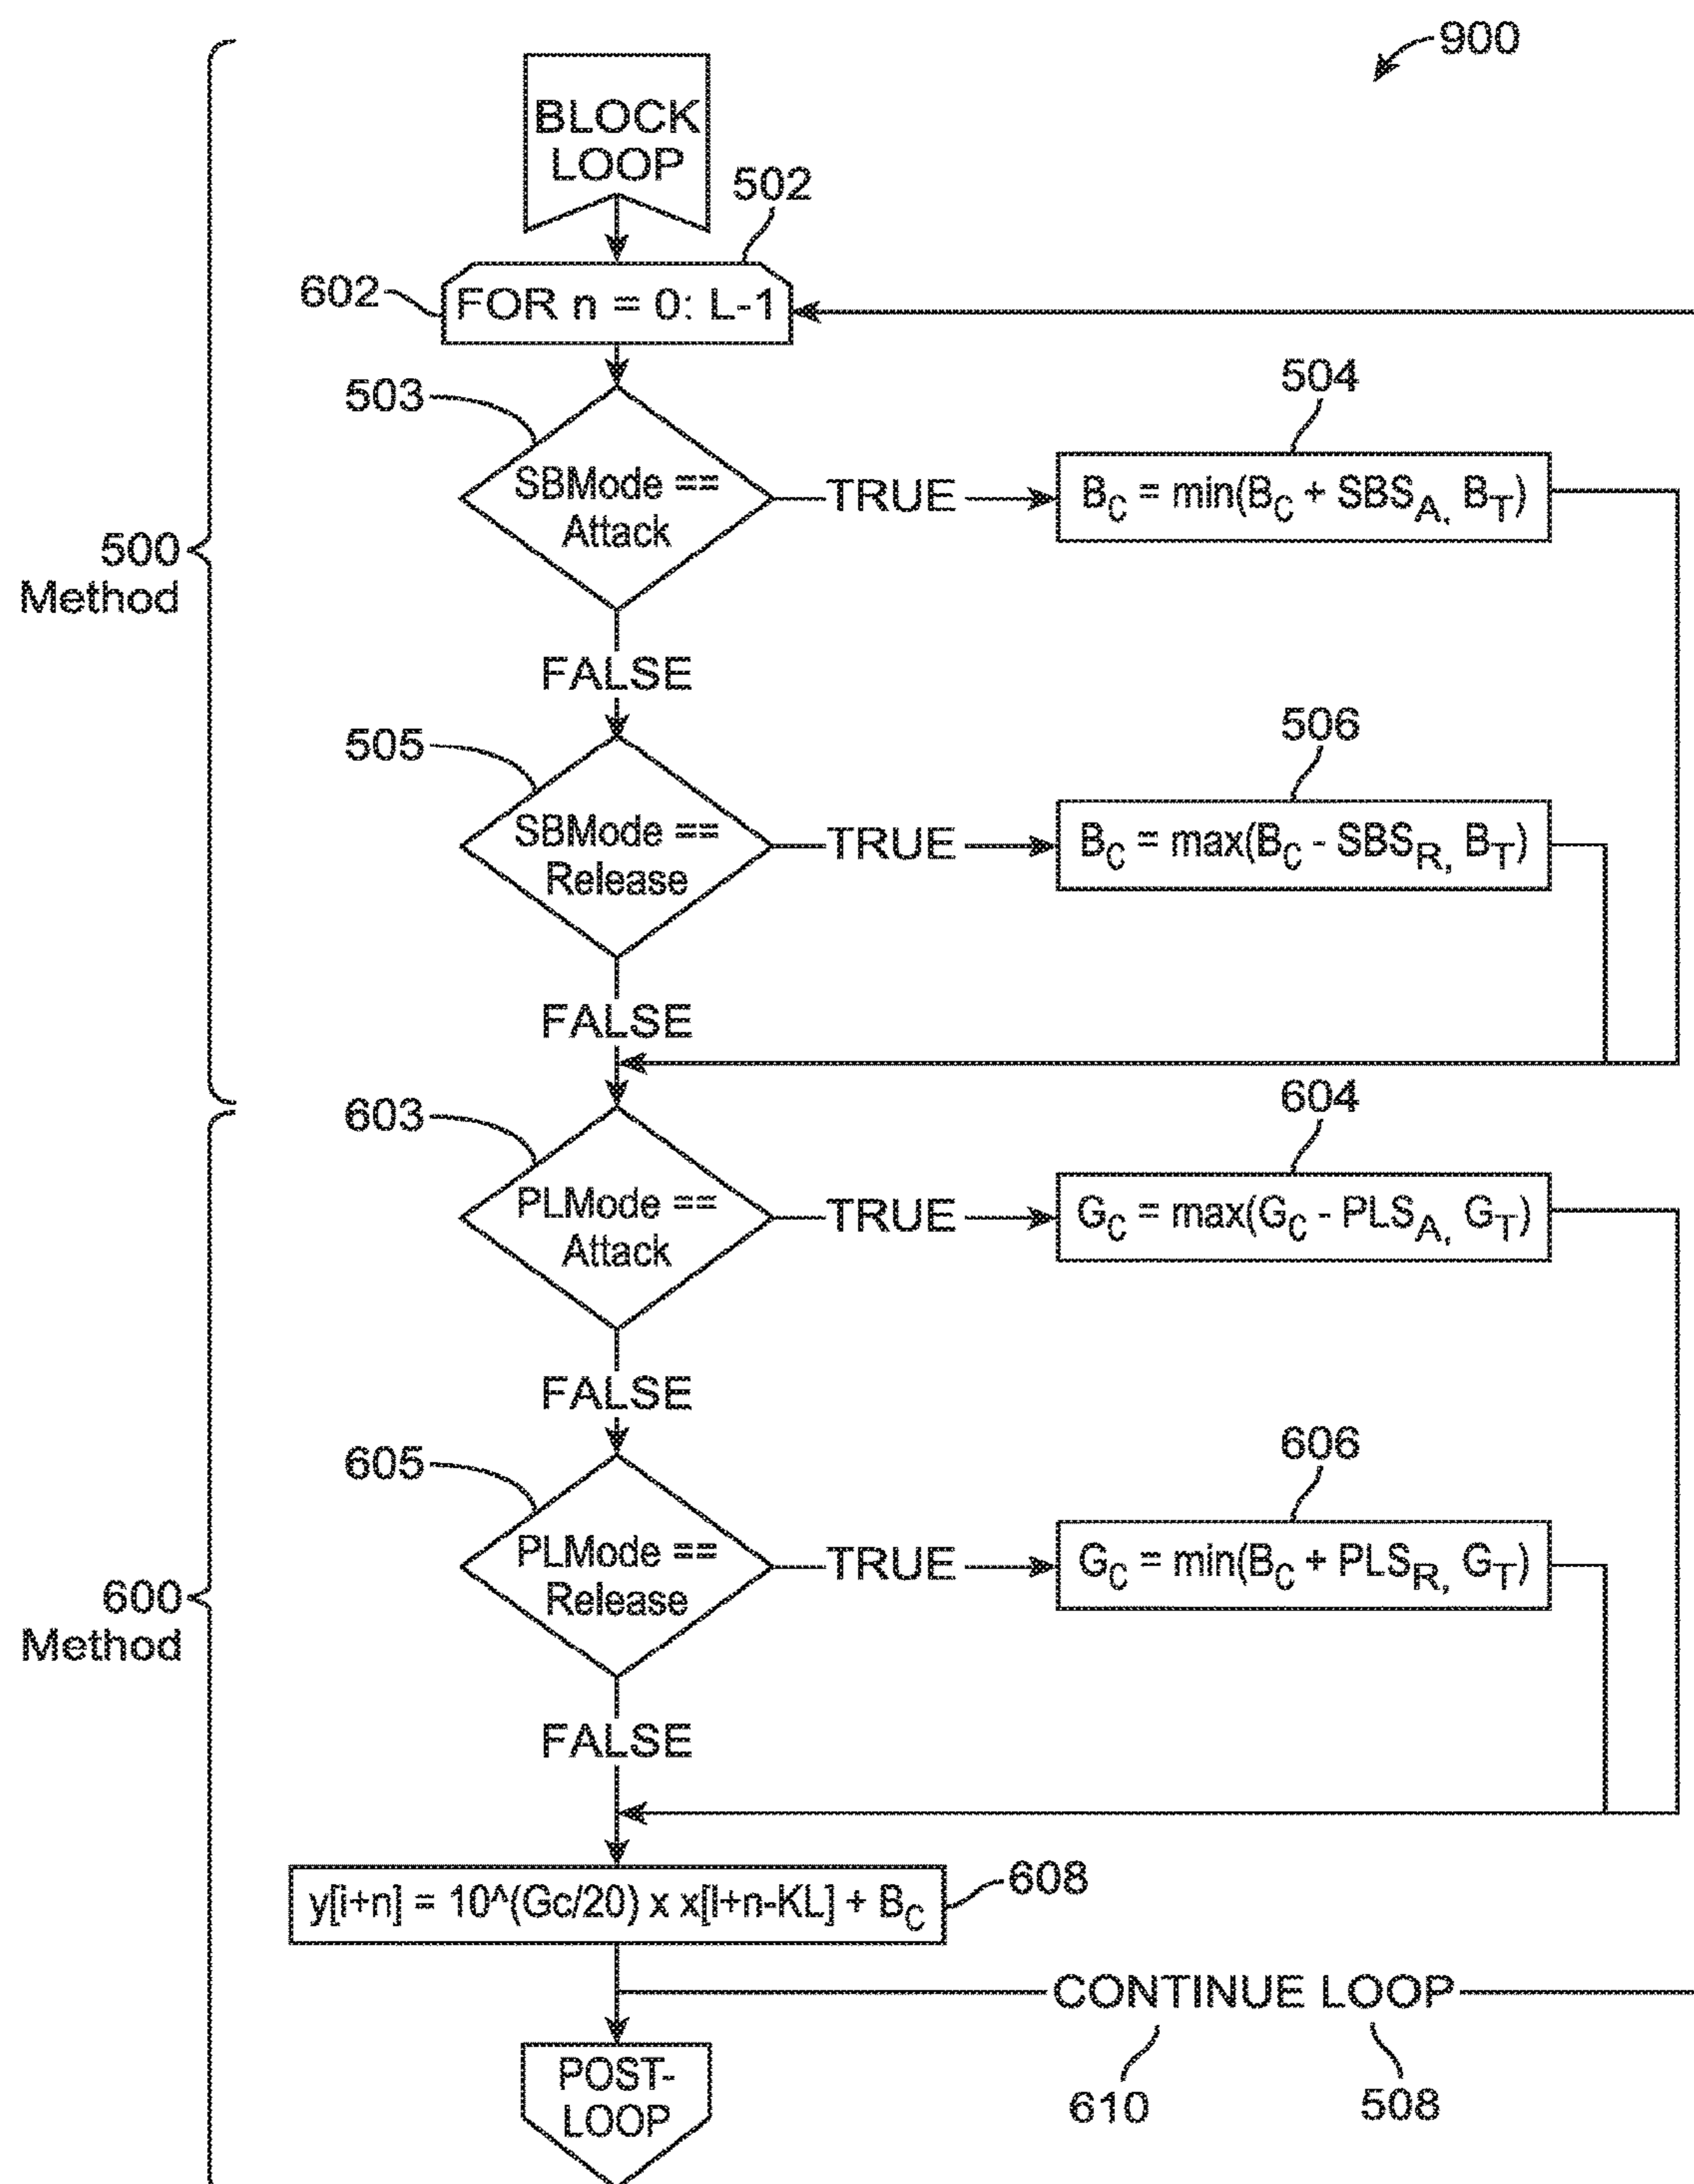 900
BLOCK
LOOP
502
602
FOR n = 0: L-1
503
SBMode ==
Attack
TRUE
504
B_C = min(B_C + SBS_A, B_T)
500
Method
FALSE
505
SBMode ==
Release
TRUE
506
B_C = max(B_C - SBS_R, B_T)
FALSE
603
PLMode ==
Attack
TRUE
604
G_C = max(G_C - PLS_A, G_T)
FALSE
605
PLMode ==
Release
TRUE
606
G_C = min(B_C + PLS_R, G_T)
600
Method
FALSE
y[i+n] = 10^(Gc/20) x x[I+n-KL] + B_C
608
CONTINUE LOOP
610
508
POST-
LOOP